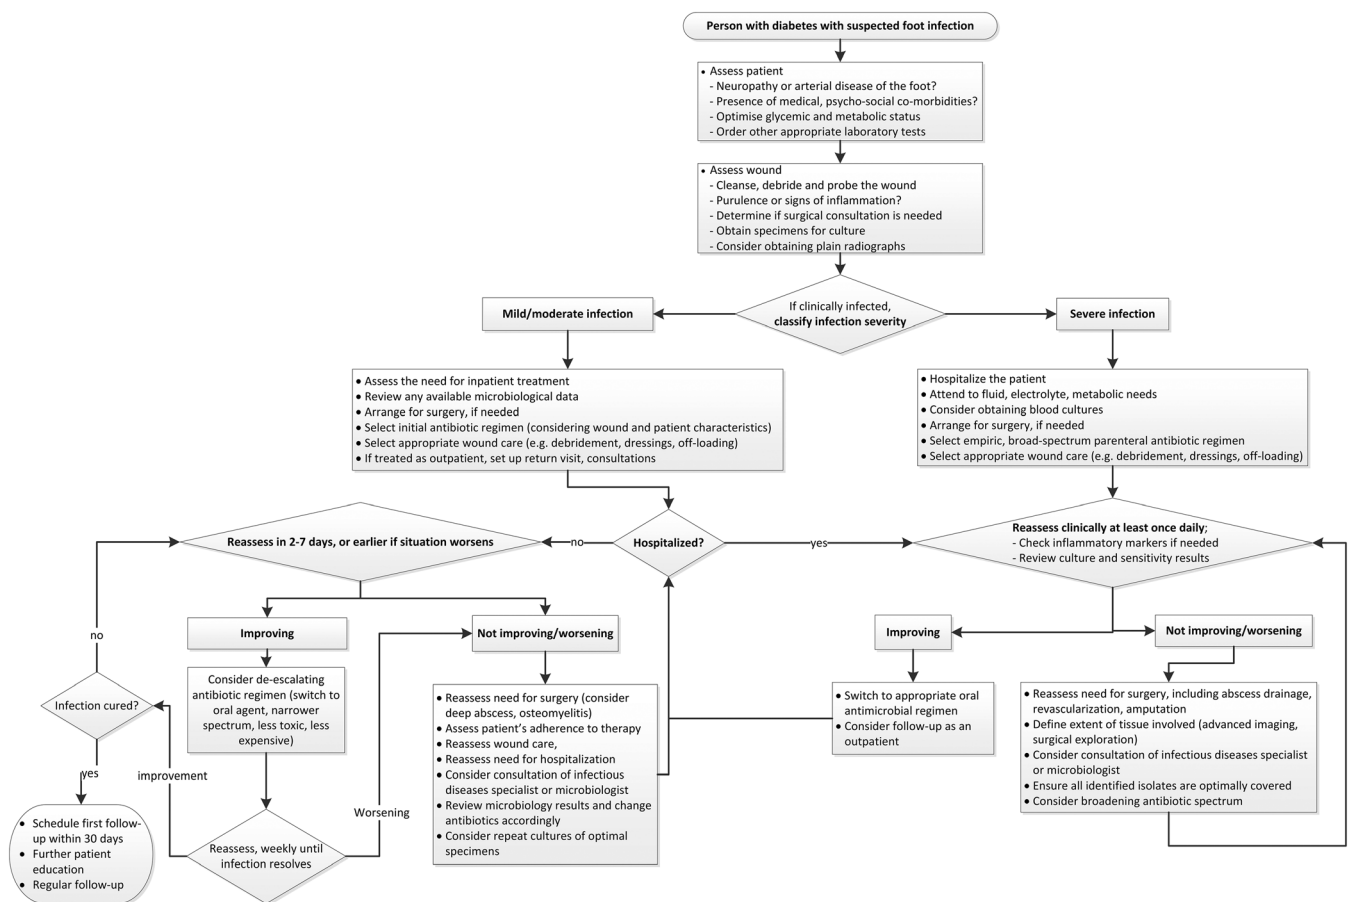 Person with diabetes with suspected foot infection
• Assess patient
- Neuropathy or arterial disease of the foot?
- Presence of medical, psycho-social co-morbidities?
- Optimise glycemic and metabolic status
- Order other appropriate laboratory tests
• Assess wound
- Cleanse, debride and probe the wound
- Purulence or signs of inflammation?
- Determine if surgical consultation is needed
- Obtain specimens for culture
- Consider obtaining plain radiographs
If clinically infected,
classify infection severity
Mild/moderate infection
Severe infection
• Assess the need for inpatient treatment
• Review any available microbiological data
• Arrange for surgery, if needed
• Select initial antibiotic regimen (considering wound and patient characteristics)
• Select appropriate wound care (e.g. debridement, dressings, off-loading)
• If treated as outpatient, set up return visit, consultations
• Hospitalize the patient
• Attend to fluid, electrolyte, metabolic needs
• Consider obtaining blood cultures
• Arrange for surgery, if needed
• Select empiric, broad-spectrum parenteral antibiotic regimen
• Select appropriate wound care (e.g. debridement, dressings, off-loading)
Reassess in 2-7 days, or earlier if situation worsens
no
Hospitalized?
yes
Reassess clinically at least once daily;
- Check inflammatory markers if needed
- Review culture and sensitivity results
no
Improving
Not improving/worsening
Improving
Not improving/worsening
Infection cured?
Consider de-escalating
antibiotic regimen (switch to
oral agent, narrower
spectrum, less toxic, less
expensive)
• Reassess need for surgery (consider
deep abscess, osteomyelitis)
• Assess patient's adherence to therapy
• Reassess wound care,
• Reassess need for hospitalization
• Consider consultation of infectious
diseases specialist or microbiologist
• Review microbiology results and change
antibiotics accordingly
• Consider repeat cultures of optimal
specimens
• Switch to appropriate oral
antimicrobial regimen
• Consider follow-up as an
outpatient
• Reassess need for surgery, including abscess drainage,
revascularization, amputation
• Define extent of tissue involved (advanced imaging,
surgical exploration)
• Consider consultation of infectious diseases specialist
or microbiologist
• Ensure all identified isolates are optimally covered
• Consider broadening antibiotic spectrum
yes
improvement
Worsening
• Schedule first follow-
up within 30 days
• Further patient
education
• Regular follow-up
Reassess, weekly until
infection resolves